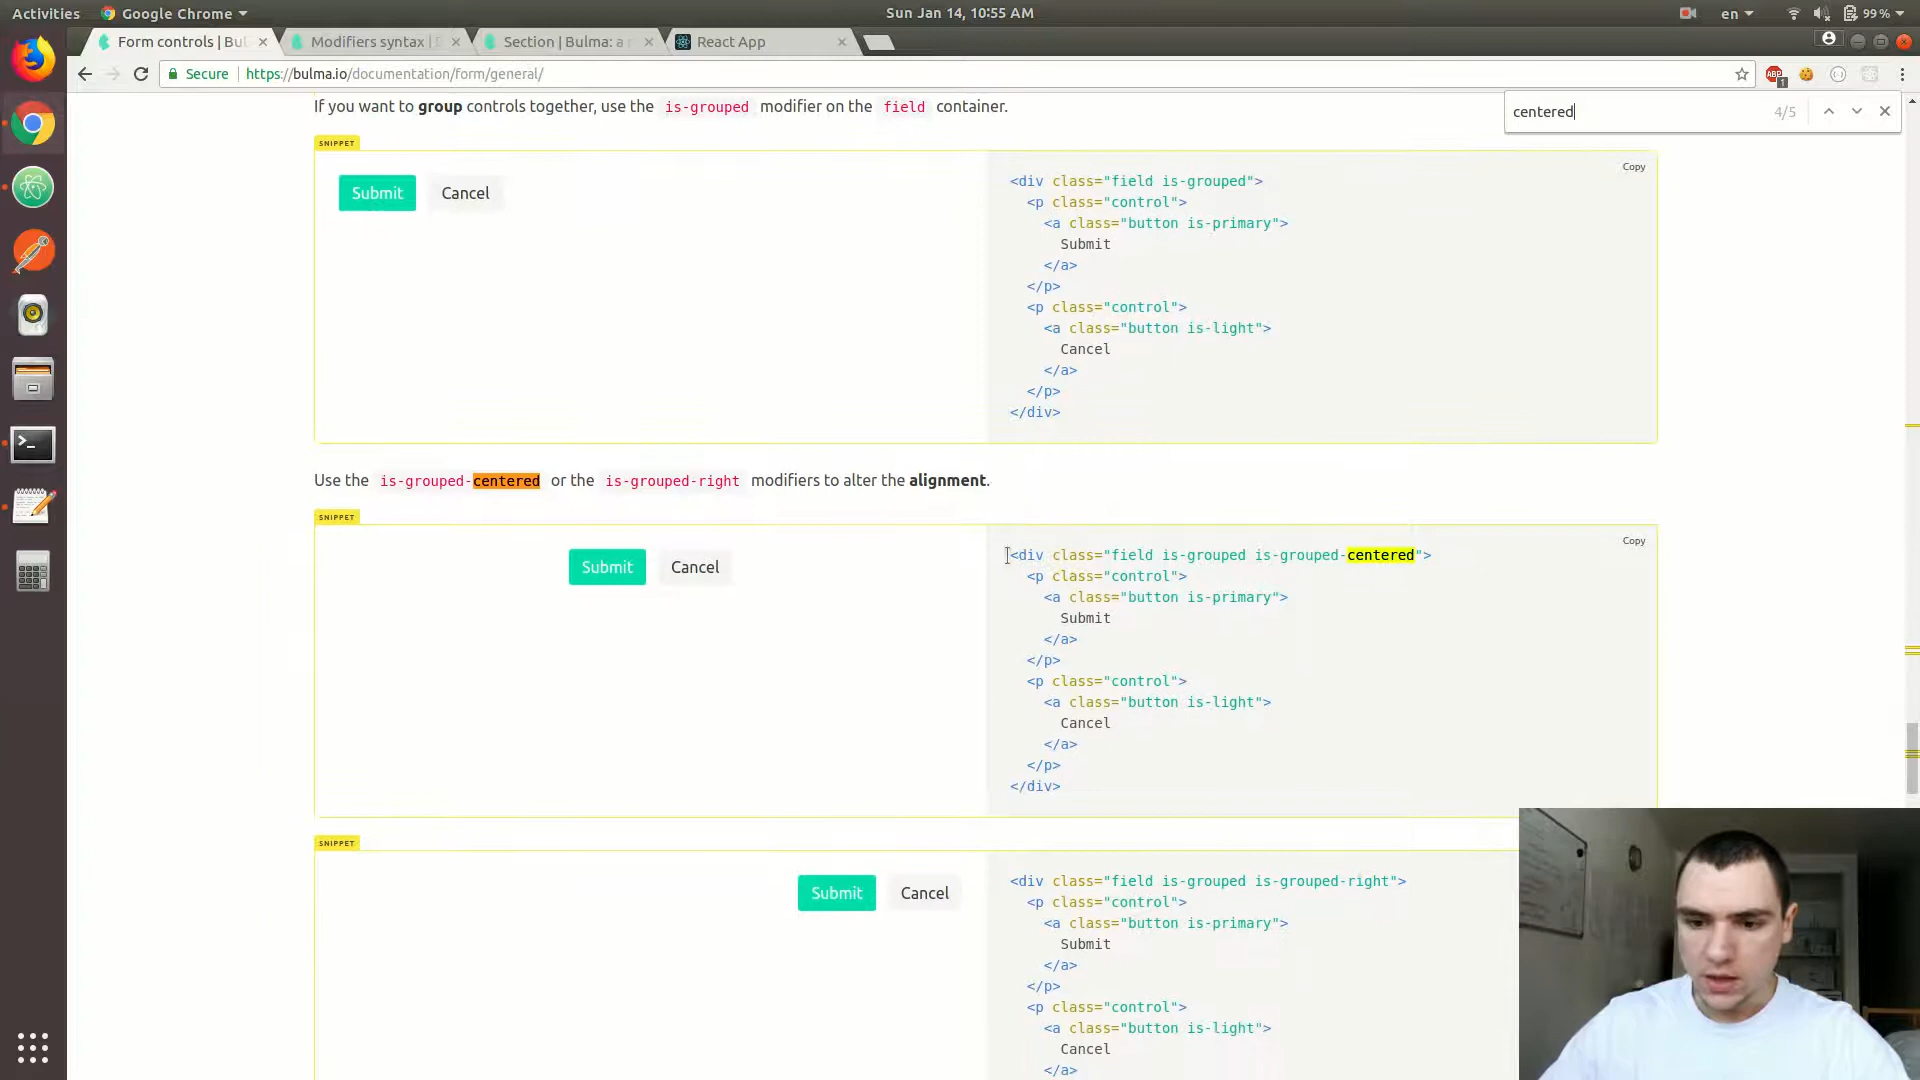 Activities
Google Chrome
Sun Jan 14, 10:55 AM
en
99 %
Form controls | Bul
Modifiers syntax |
Section | Bulma: a
React App
Secure
https://bulma.io/documentation/form/general/
ABP
1
centered
4/5
If you want to group controls together, use the is-grouped modifier on the field container.
SNIPPET
Submit
Cancel
Copy
<div class="field is-grouped">
<p class="control">
<a class="button is-primary">
Submit
</a>
</p>
<p class="control">
<a class="button is-light">
Cancel
</a>
</p>
</div>
Use the is-grouped-centered or the is-grouped-right modifiers to alter the alignment.
SNIPPET
Submit
Cancel
Copy
<div class="field is-grouped is-grouped-centered">
<p class="control">
<a class="button is-primary">
Submit
</a>
</p>
<p class="control">
<a class="button is-light">
Cancel
</a>
</p>
</div>
SNIPPET
Submit
Cancel
<div class="field is-grouped is-grouped-right">
<p class="control">
<a class="button is-primary">
Submit
</a>
</p>
<p class="control">
<a class="button is-light">
Cancel
</a>